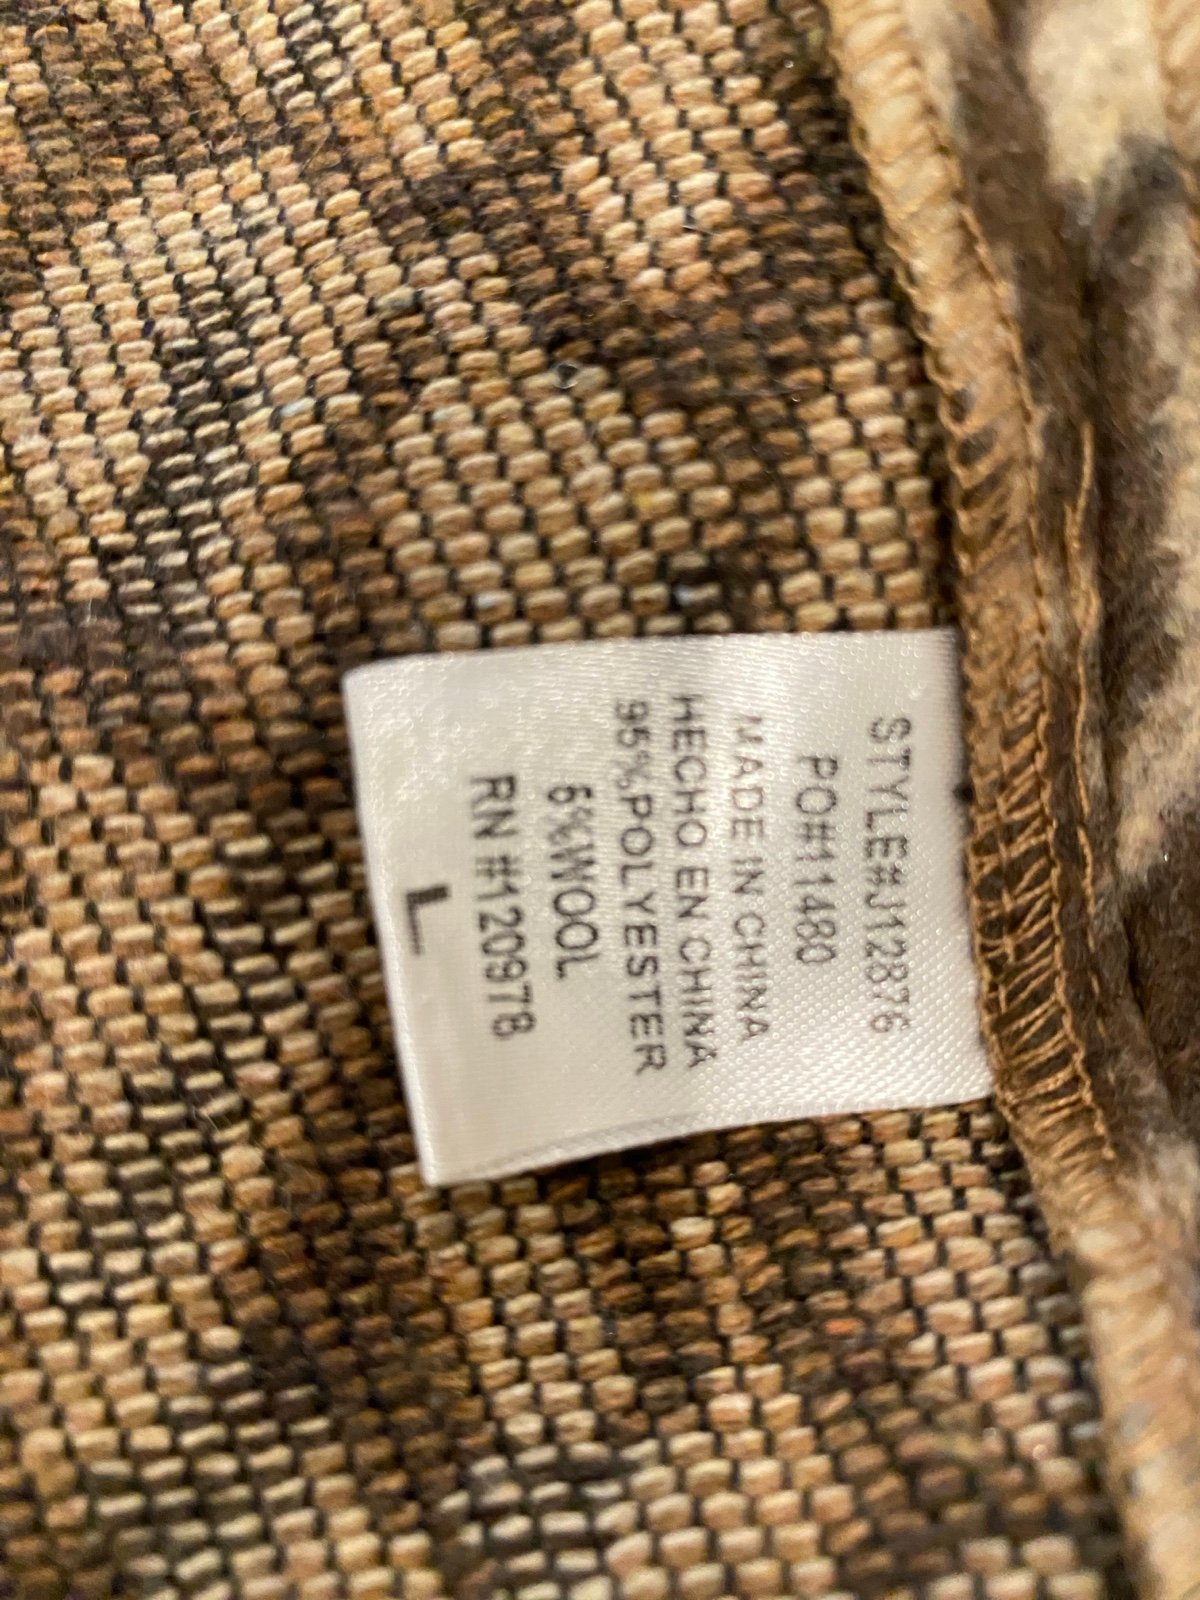 STYLE#J12876
PO#11480
MADE IN CHINA
HECHO EN CHINA
95%POLYESTER
5%WOOL
RN #120978
L